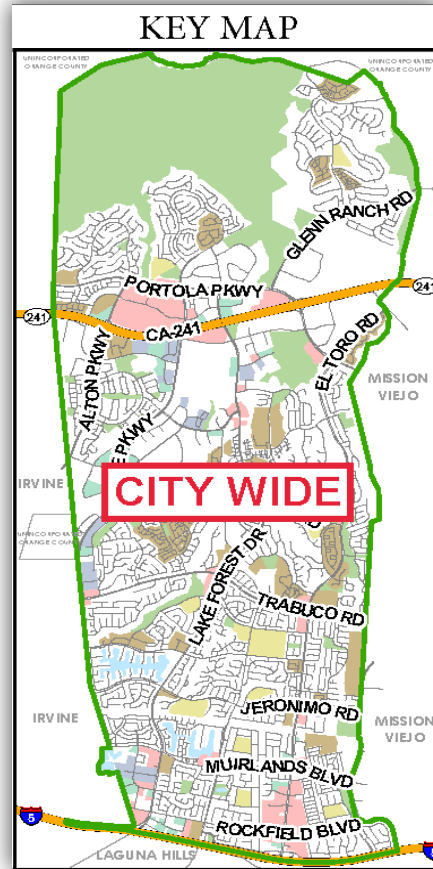 KEY MAP
UNINCORPORATED
ORANGE COUNTY
UNINCORPORATED
ORANGE COUNTY
GLENN RANCH RD
PORTOLA PKWY
241
241
CA-241
ALTON PKWY
EL TORO RD
MISSION
VIEJO
PKWY
IRVINE
CITY WIDE
UNINCORPORATED
ORANGE COUNTY
LAKE FOREST DR
TRABUCO RD
IRVINE
JERONIMO RD
MISSION
VIEJO
MUIRLANDS BLVD
5
ROCKFIELD BLVD
LAGUNA HILLS